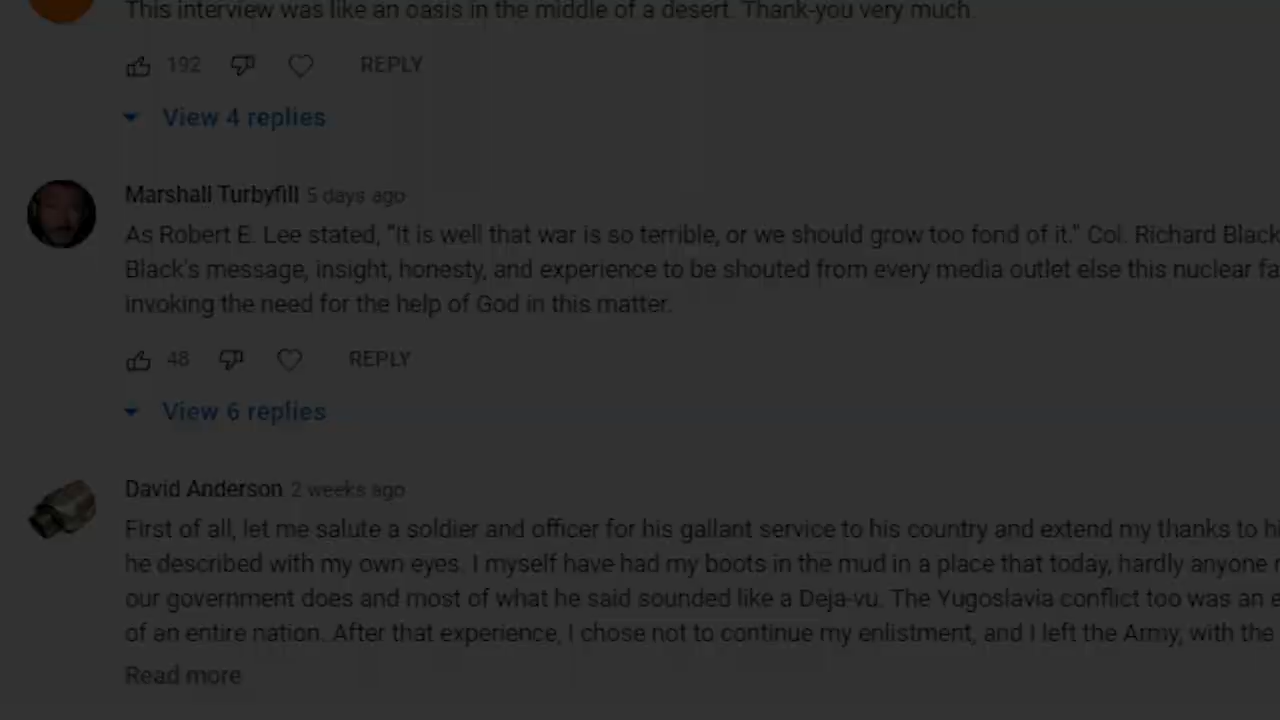 This interview was like an oasis in the middle of a desert. Thank-you very much.
192 REPLY
View 4 replies
Marshall Turbyfill 5 days ago
As Robert E. Lee stated, "It is well that war is so terrible, or we should grow too fond of it." Col. Richard Black
Black's message, insight, honesty, and experience to be shouted from every media outlet else this nuclear fa
invoking the need for the help of God in this matter.
48 REPLY
View 6 replies
David Anderson 2 weeks ago
First of all, let me salute a soldier and officer for his gallant service to his country and extend my thanks to h
he described with my own eyes. I myself have had my boots in the mud in a place that today, hardly anyone
our government does and most of what he said sounded like a Deja-vu. The Yugoslavia conflict too was an
of an entire nation. After that experience, I chose not to continue my enlistment, and I left the Army, with the
Read more